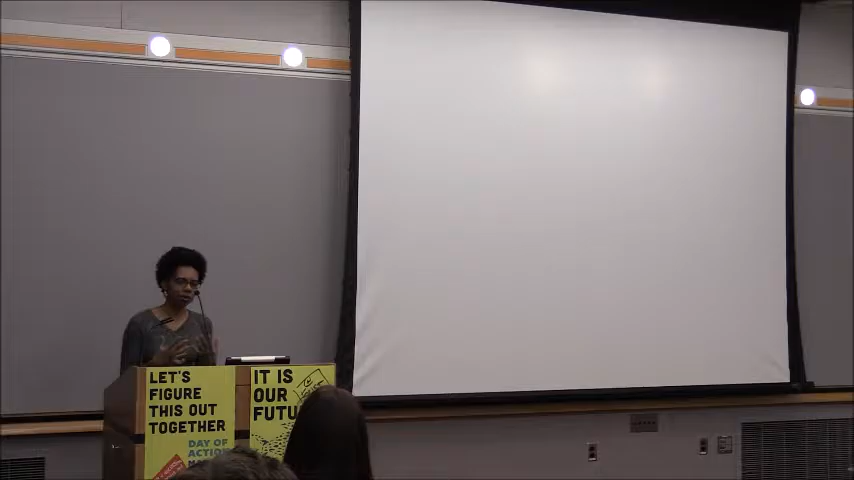 LET'S
FIGURE
THIS OUT
TOGETHER
DAY OF
IT IS
OUR